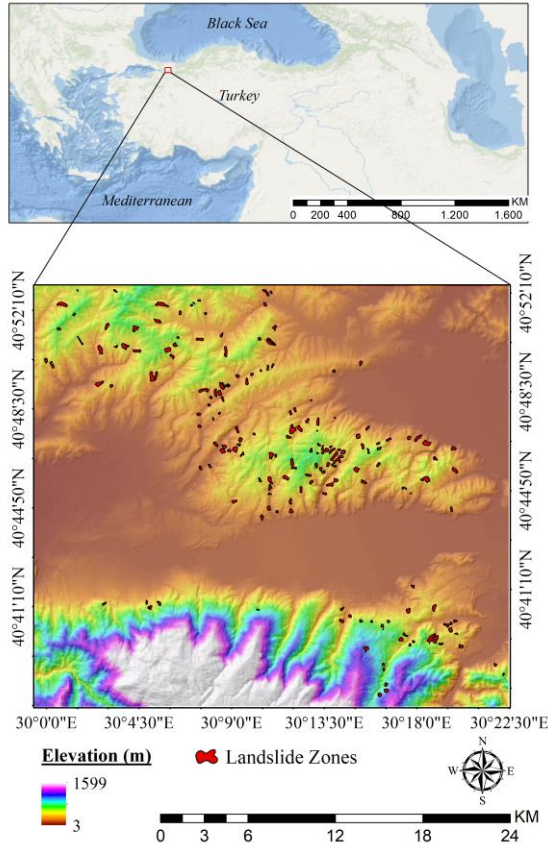 Black Sea
Turkey
Mediterranean
KM
0 200 400 800 1.200 1.600
40°52'10"N 40°52'10"N
40°48'30"N 40°48'30"N
40°44'50"N 40°44'50"N
40°41'10"N 40°41'10"N
30°0'0"E 30°4'30"E 30°9'0"E 30°13'30"E 30°18'0"E 30°22'30"E
Elevation (m)
Landslide Zones
1599
3
N
W E
S
KM
0 3 6 12 18 24